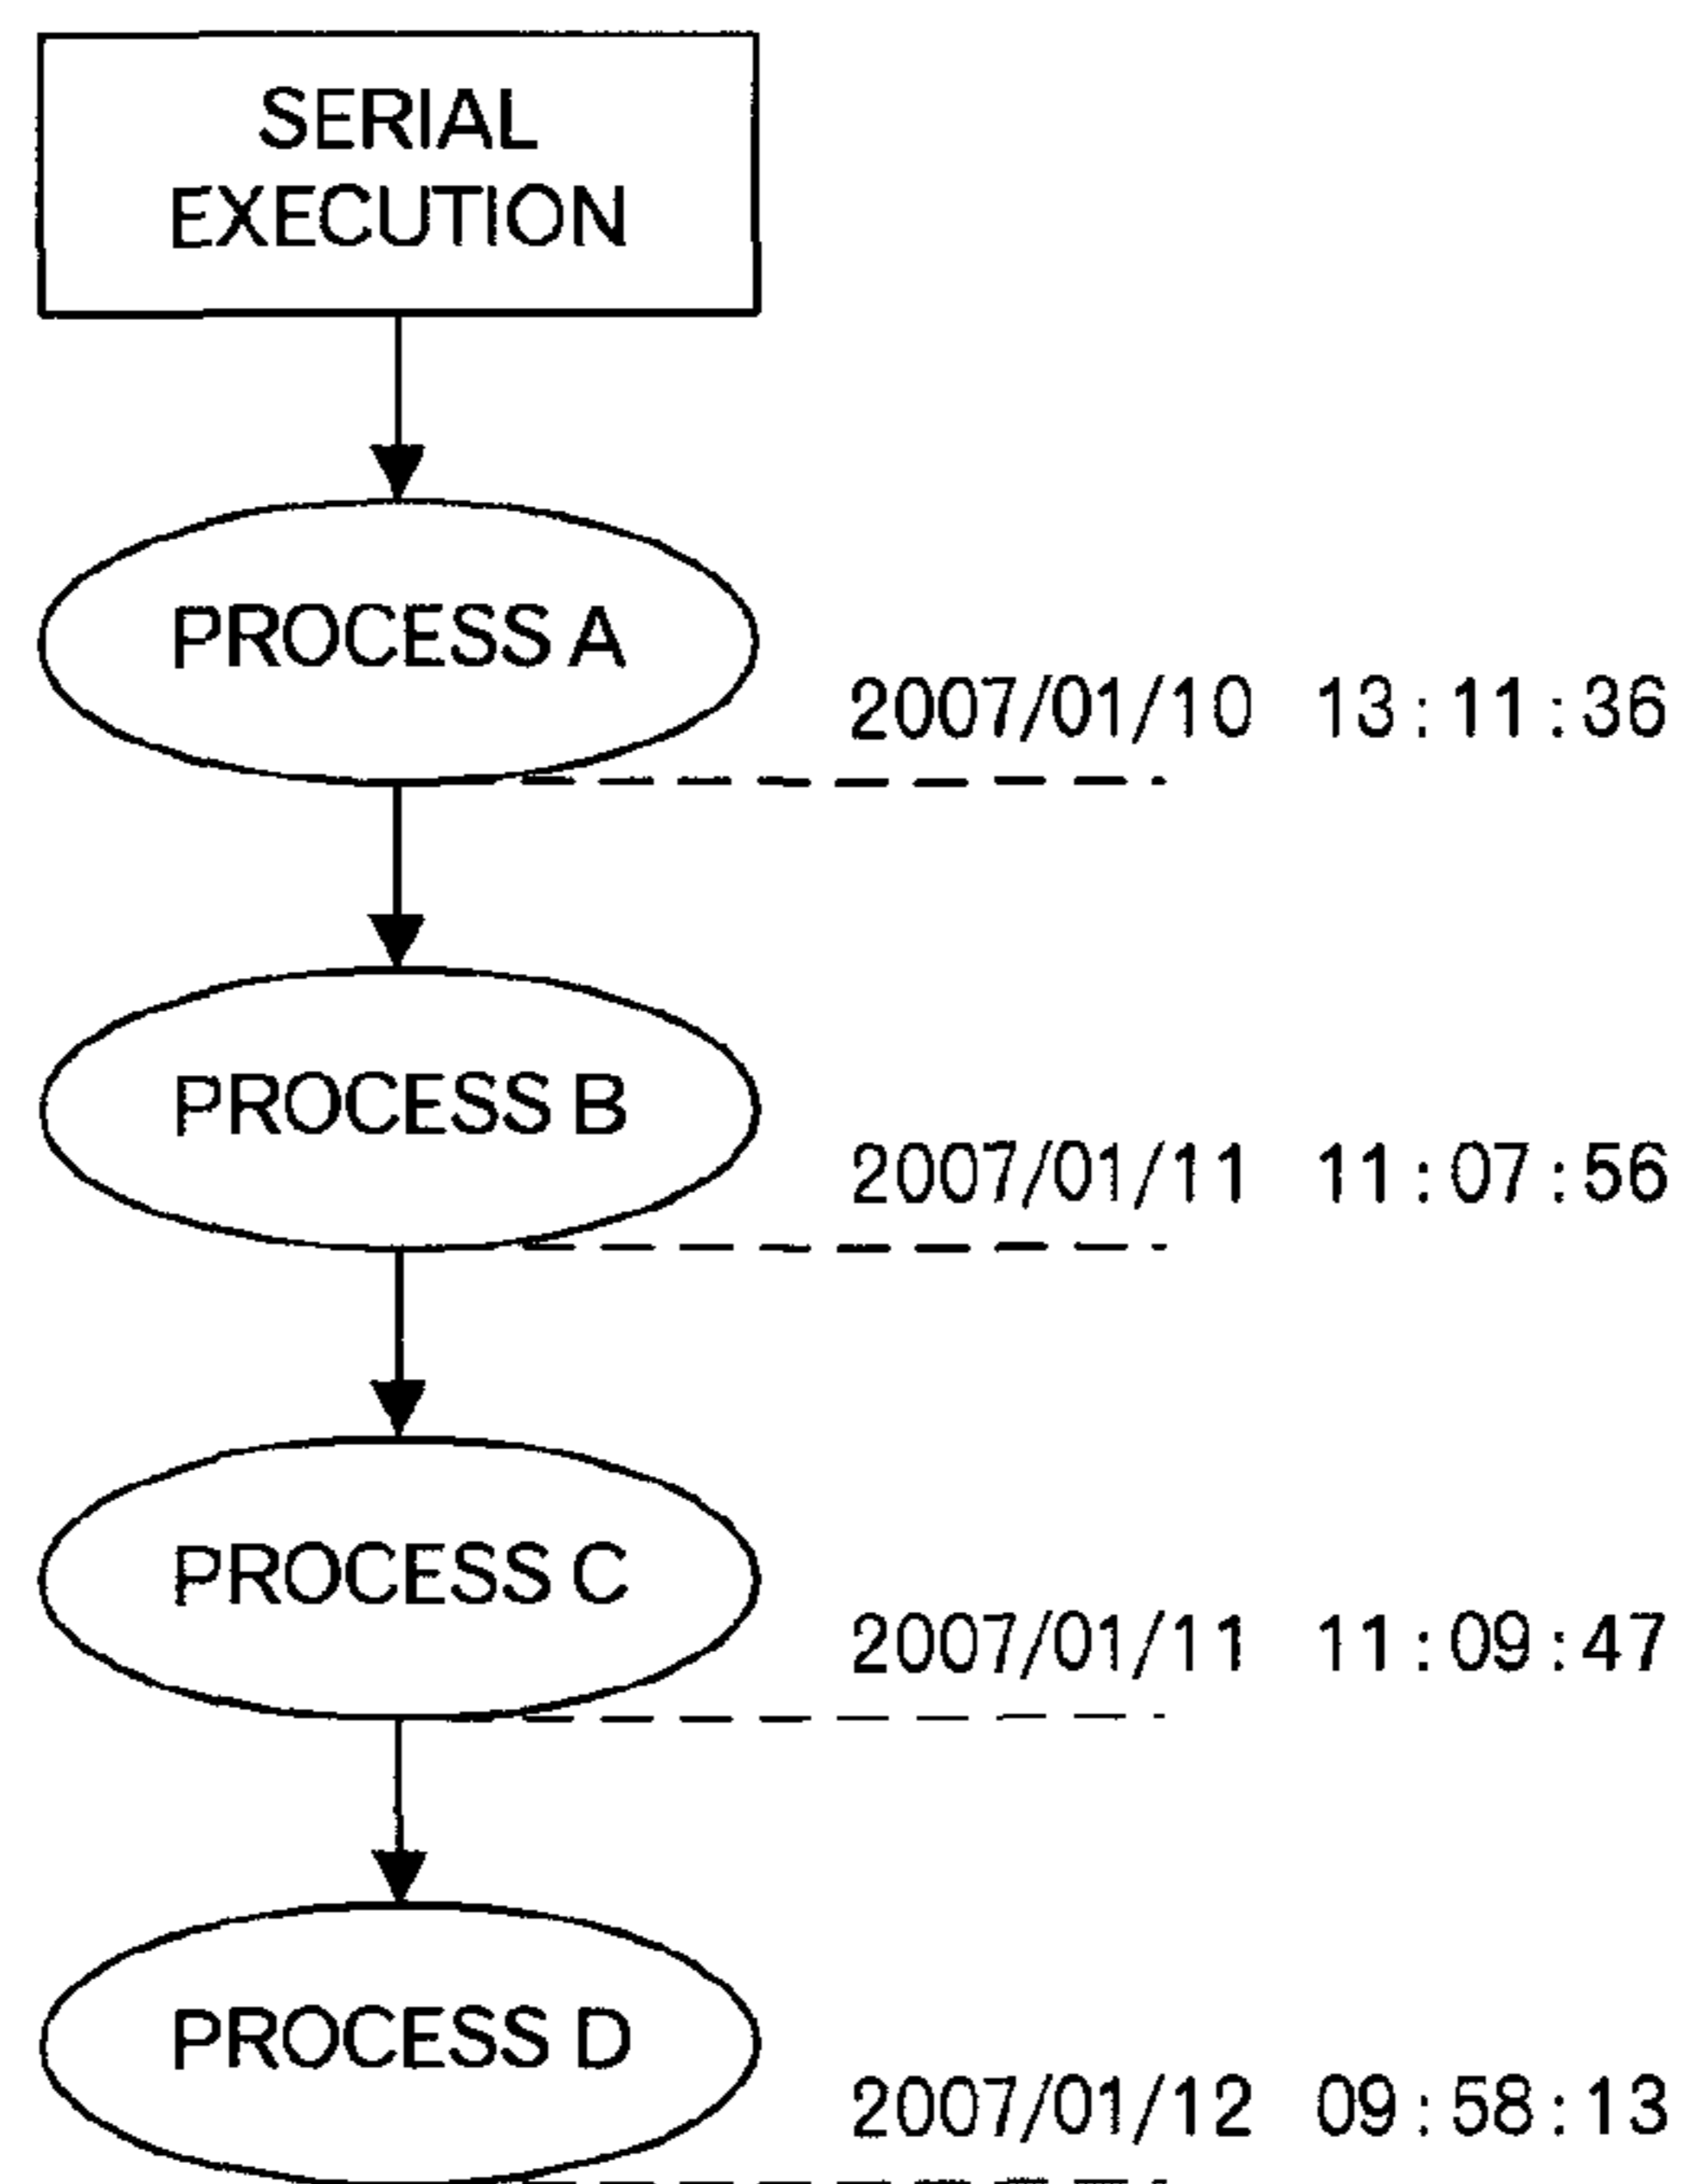 SERIAL
EXECUTION
PROCESS A
2007/01/10 13:11:36
PROCESS B
2007/01/11 11:07:56
PROCESS C
2007/01/11 11:09:47
PROCESS D
2007/01/12 09:58:13